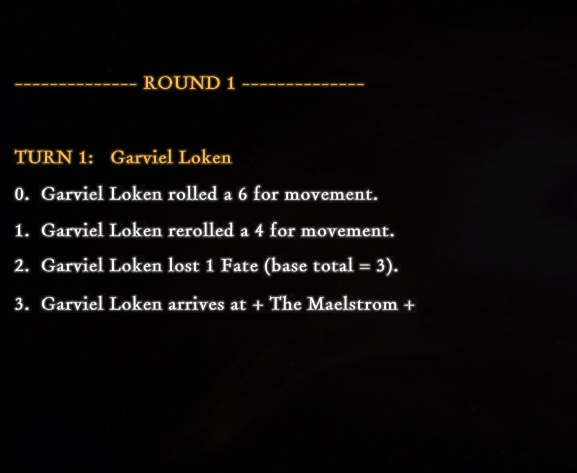 -------------- ROUND 1 --------------
TURN 1: Garviel Loken
0. Garviel Loken rolled a 6 for movement.
1. Garviel Loken rerolled a 4 for movement.
2. Garviel Loken lost 1 Fate (base total = 3).
3. Garviel Loken arrives at + The Maelstrom +